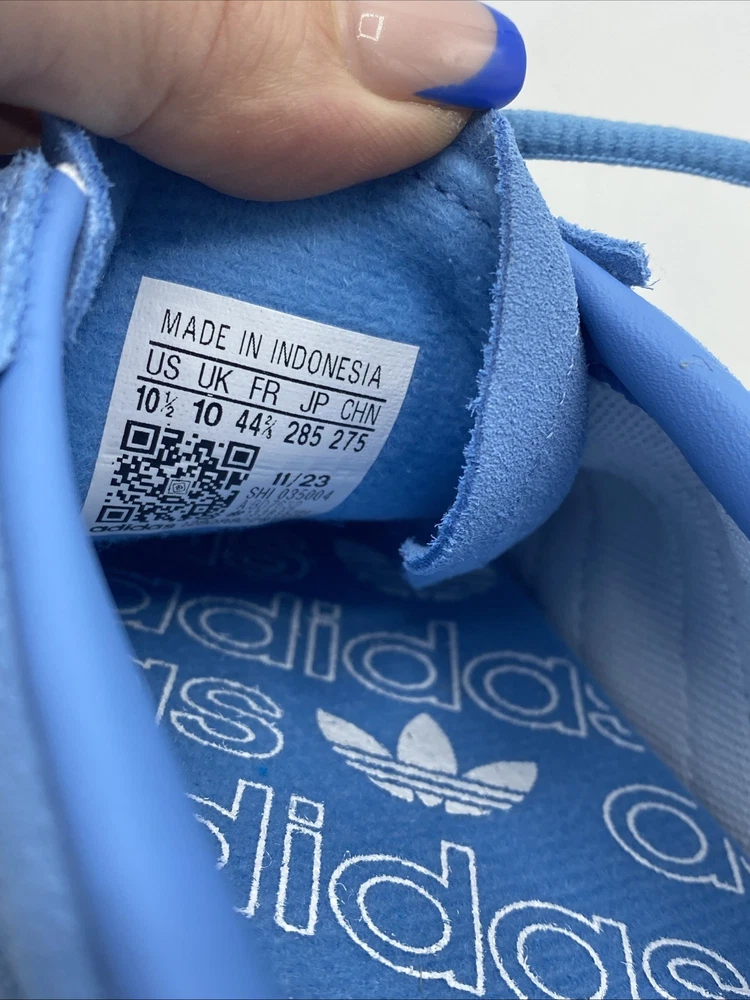 MADE IN INDONESIA
US UK FR JP CHN
10½ 10 44⅔ 285 275
11/23
SHI 035004
adidas
adidas
as
adidas